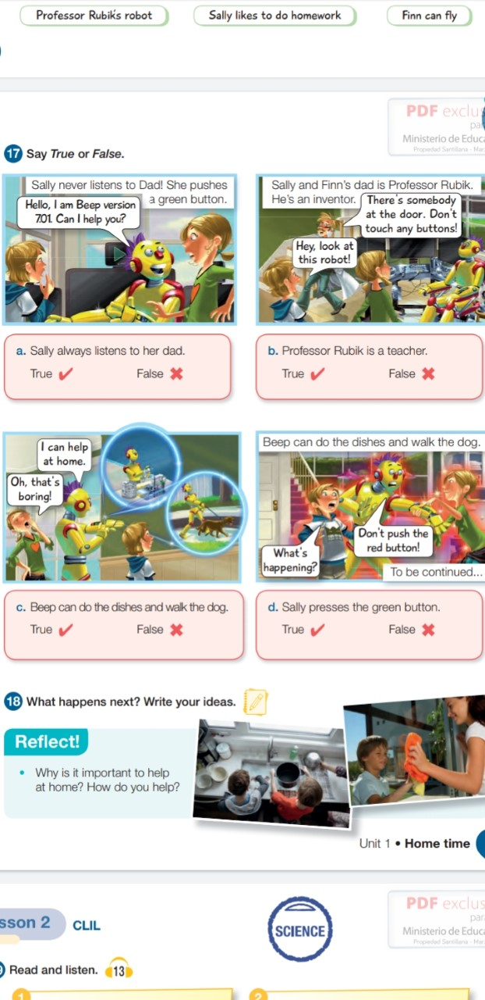 Professor Rubik's robot
Sally likes to do homework
Finn can fly
PDF exclus
para
Ministerio de Educa
Propiedad Santillana - Mar
17 Say True or False.
Sally never listens to Dad! She pushes
a green button.
Hello, I am Beep version
7.01. Can I help you?
Sally and Finn's dad is Professor Rubik.
He's an inventor.
There's somebody
at the door. Don't
touch any buttons!
Hey, look at
this robot!
a. Sally always listens to her dad.
True False
b. Professor Rubik is a teacher.
True False
I can help
at home.
Oh, that's
boring!
Beep can do the dishes and walk the dog.
Don't push the
red button!
What's
happening?
To be continued...
c. Beep can do the dishes and walk the dog.
True False
d. Sally presses the green button.
True False
18 What happens next? Write your ideas.
Reflect!
• Why is it important to help
at home? How do you help?
Unit 1 • Home time
sson 2 CLIL
SCIENCE
PDF exclus
par
Ministerio de Educa
Propiedad Santillana - Mar
Read and listen. 13
1
2